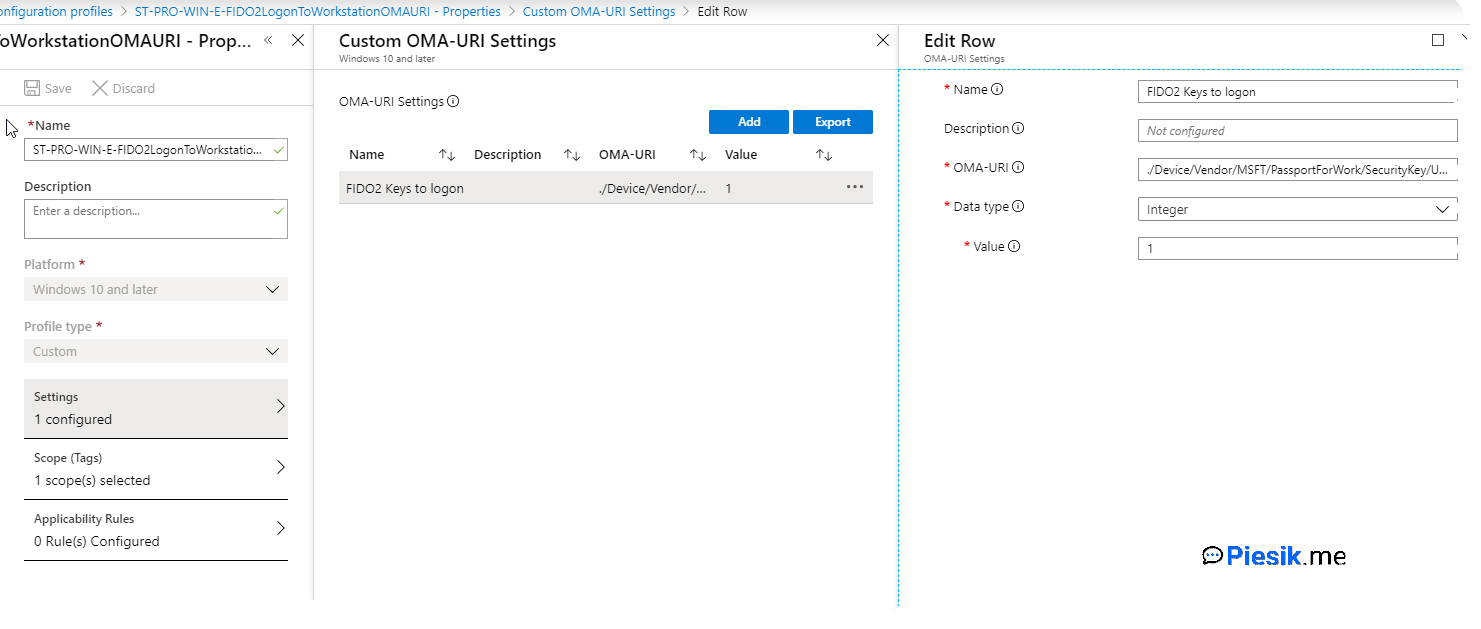 onfiguration profiles > ST-PRO-WIN-E-FIDO2LogonToWorkstationOMAURI - Properties > Custom OMA-URI Settings > Edit Row
oWorkstationOMAURI - Prop...
Save Discard
*Name
ST-PRO-WIN-E-FIDO2LogonToWorkstatio...
Description
Enter a description...
Platform *
Windows 10 and later
Profile type *
Custom
Settings
1 configured
Scope (Tags)
1 scope(s) selected
Applicability Rules
0 Rule(s) Configured
Custom OMA-URI Settings
Windows 10 and later
OMA-URI Settings
Add Export
Name Description OMA-URI Value
FIDO2 Keys to logon ./Device/Vendor/... 1
Edit Row
OMA-URI Settings
* Name FIDO2 Keys to logon
Description Not configured
* OMA-URI ./Device/Vendor/MSFT/PassportForWork/SecurityKey/U...
* Data type Integer
* Value 1
Piesik.me